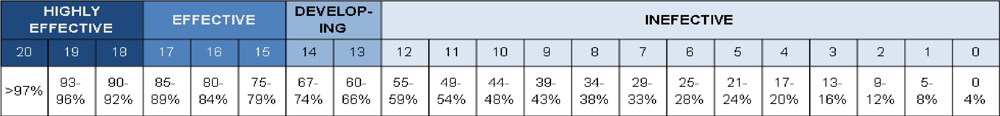 HIGHLY
EFFECTIVE
EFFECTIVE
DEVELOP-
ING
INEFECTIVE
20 19 18 17 16 15 14 13 12 11 10 9 8 7 6 5 4 3 2 1 0
>97% 93- 90- 85- 80- 75- 67- 60- 55- 49- 44- 39- 34- 29- 25- 21- 17- 13- 9- 5- 0
96% 92% 89% 84% 79% 74% 66% 59% 54% 48% 43% 38% 33% 28% 24% 20% 16% 12% 8% 4%